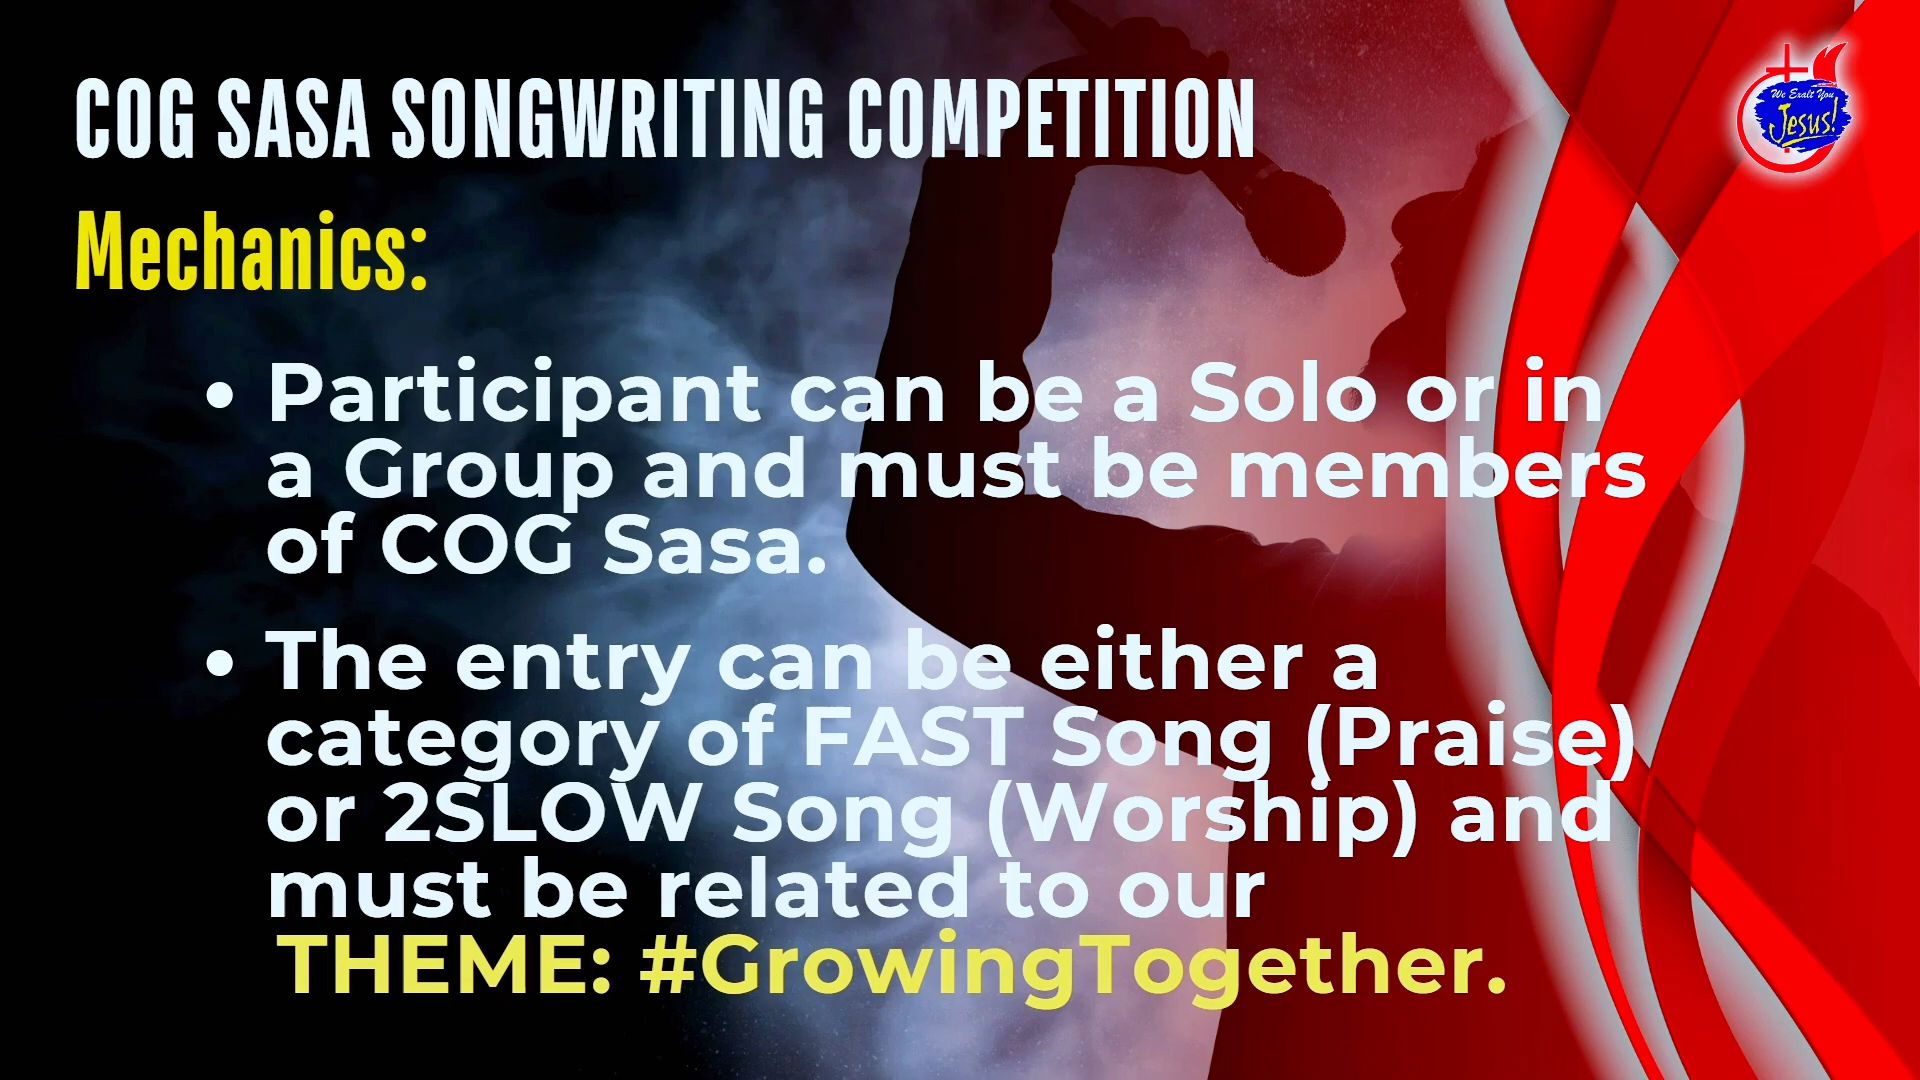 COG SASA SONGWRITING COMPETITION
We Exalt You
Jesus!
Mechanics:
• Participant can be a Solo or in
a Group and must be members
of COG Sasa.
• The entry can be either a
category of FAST Song (Praise)
or 2SLOW Song (Worship) and
must be related to our
THEME: #GrowingTogether.